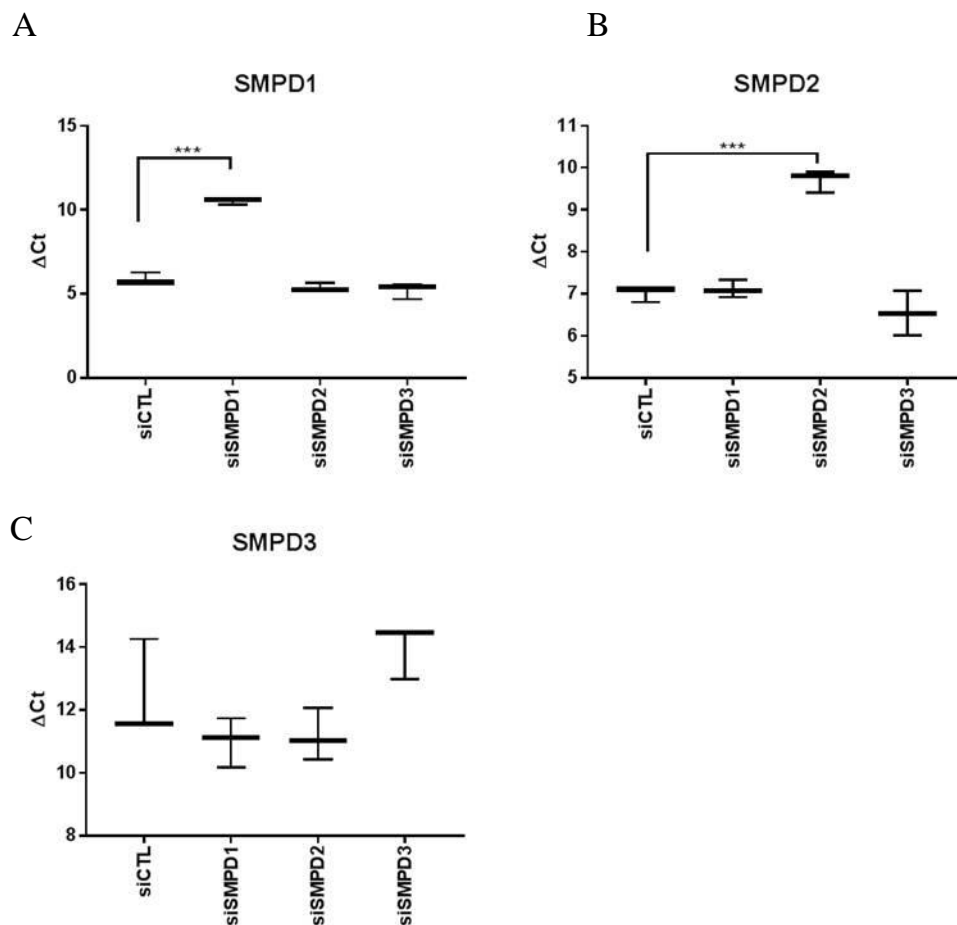 A
SMPD1
ΔCt
15
10
5
0
***
siCTL
siSMPD1
siSMPD2
siSMPD3
B
SMPD2
ΔCt
11
10
9
8
7
6
5
***
siCTL
siSMPD1
siSMPD2
siSMPD3
C
SMPD3
ΔCt
16
14
12
10
8
siCTL
siSMPD1
siSMPD2
siSMPD3